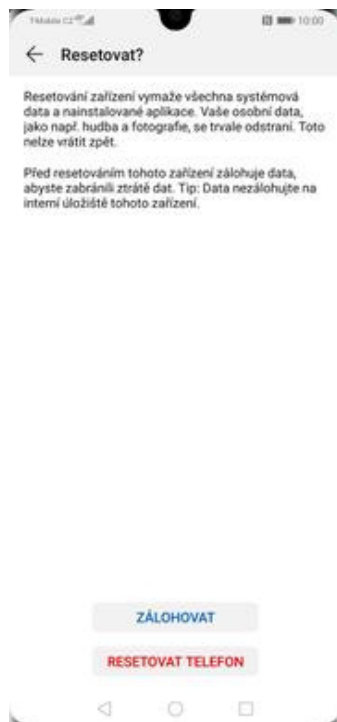 T-Mobile CZ
10:00
Resetovat?
Resetování zařízení vymaže všechna systémová
data a nainstalované aplikace. Vaše osobní data,
jako např. hudba a fotografie, se trvale odstraní. Toto
nelze vrátit zpět.
Před resetováním tohoto zařízení zálohuje data,
abyste zabránili ztrátě dat. Tip: Data nezálohujte na
interní úložiště tohoto zařízení.
ZÁLOHOVAT
RESETOVAT TELEFON